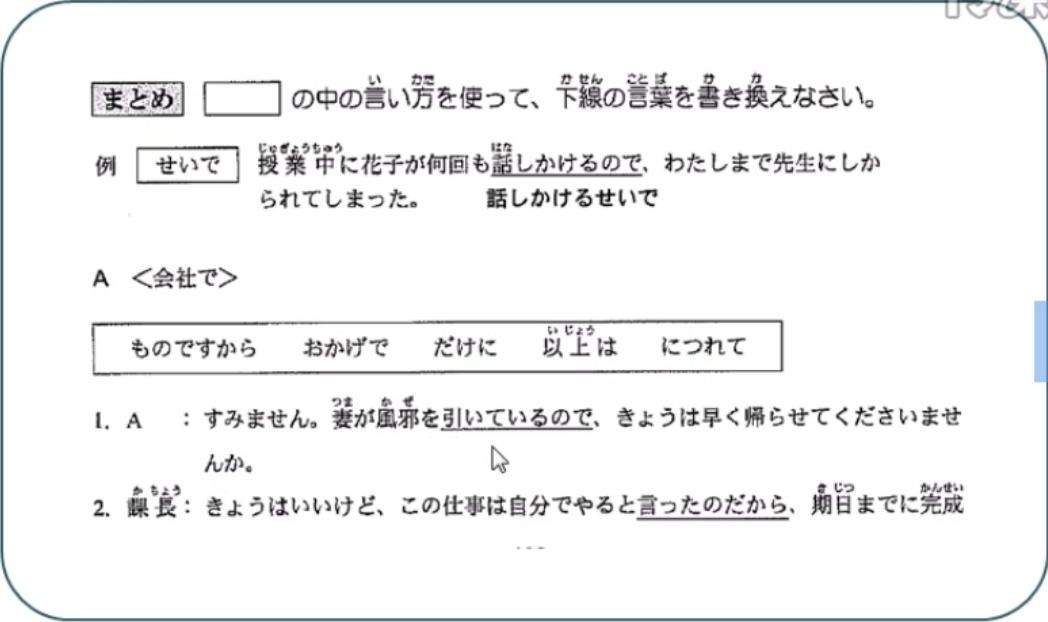 まとめ の中の言い方を使って、下線の言葉を書き換えなさい。
例 せいで 授業中に花子が何回も話しかけるので、わたしまで先生にしか
られてしまった。 話しかけるせいで
A ＜会社で＞
ものですから おかげで だけに 以上は につれて
1. A ：すみません。妻が風邪を引いているので、きょうは早く帰らせてくださいませ
んか。
2. 課長：きょうはいいけど、この仕事は自分でやると言ったのだから、期日までに完成